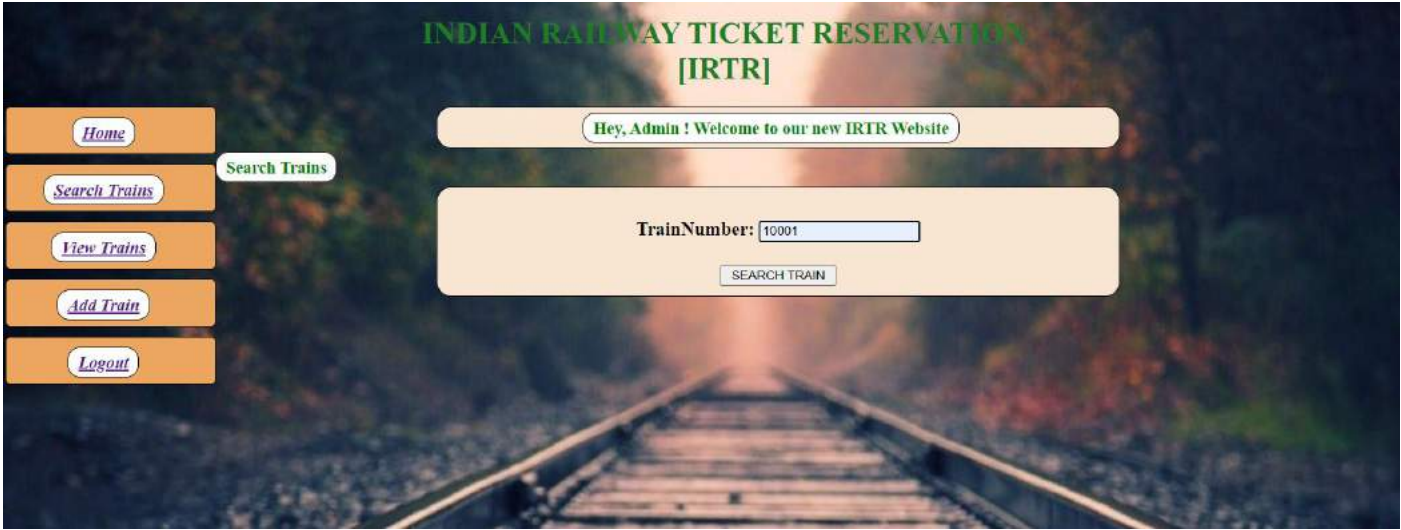 INDIAN RAILWAY TICKET RESERVATION
[IRTR]
Hey, Admin ! Welcome to our new IRTR Website
Home
Search Trains
Search Trains
View Trains
Add Train
Logout
TrainNumber: 10001
SEARCH TRAIN